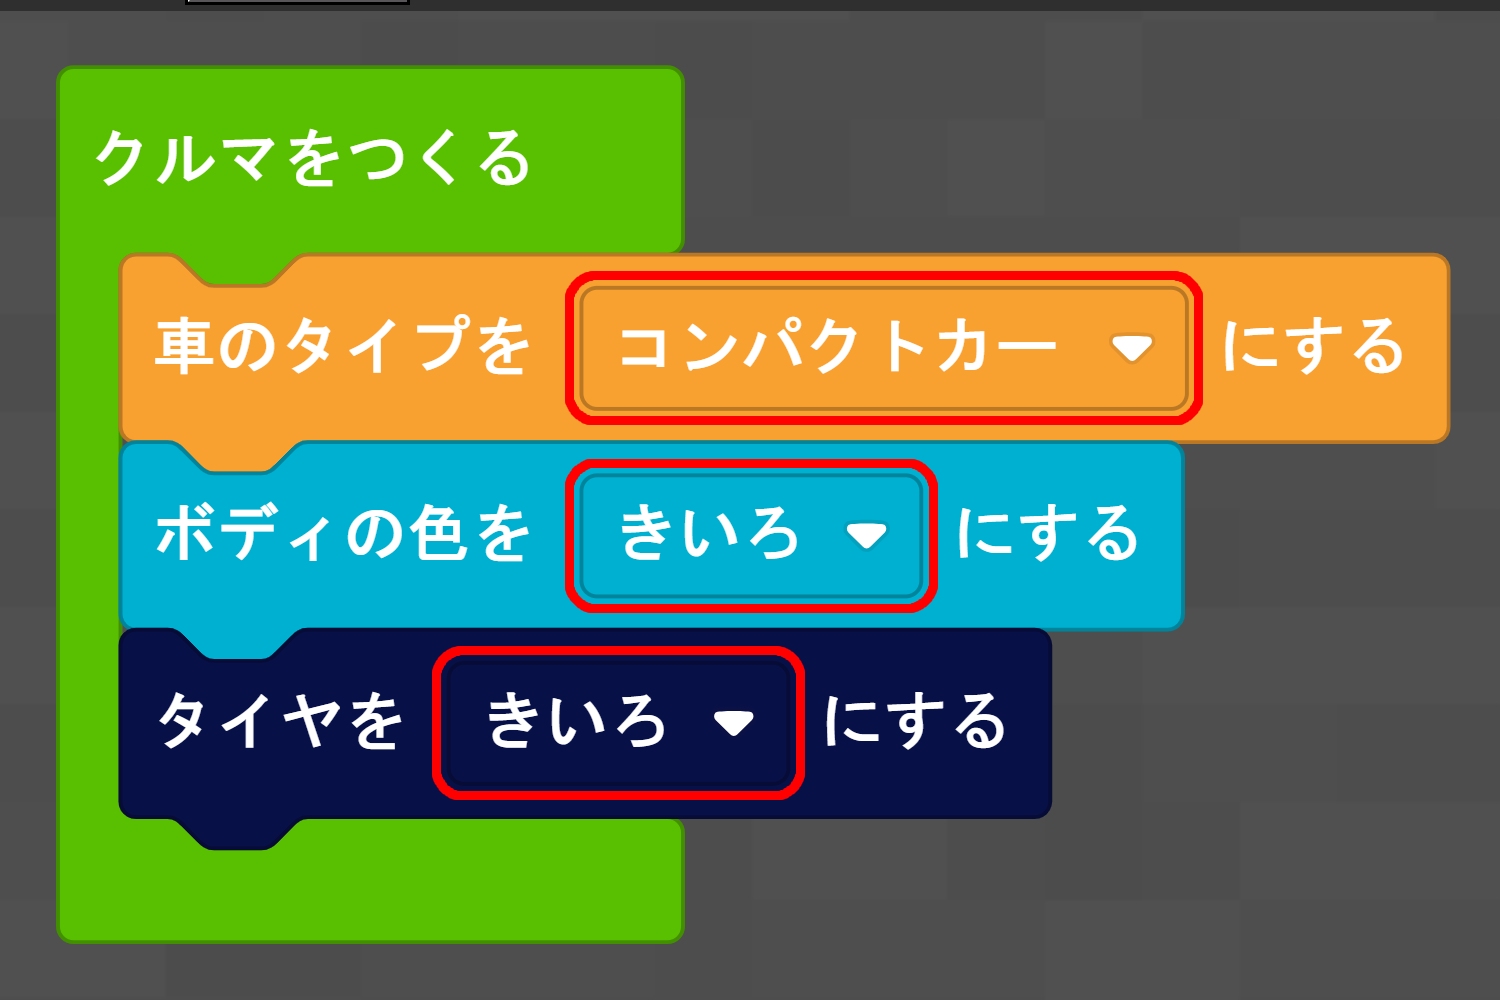 クルマをつくる
車のタイプを コンパクトカー にする
ボディの色を きいろ にする
タイヤを きいろ にする